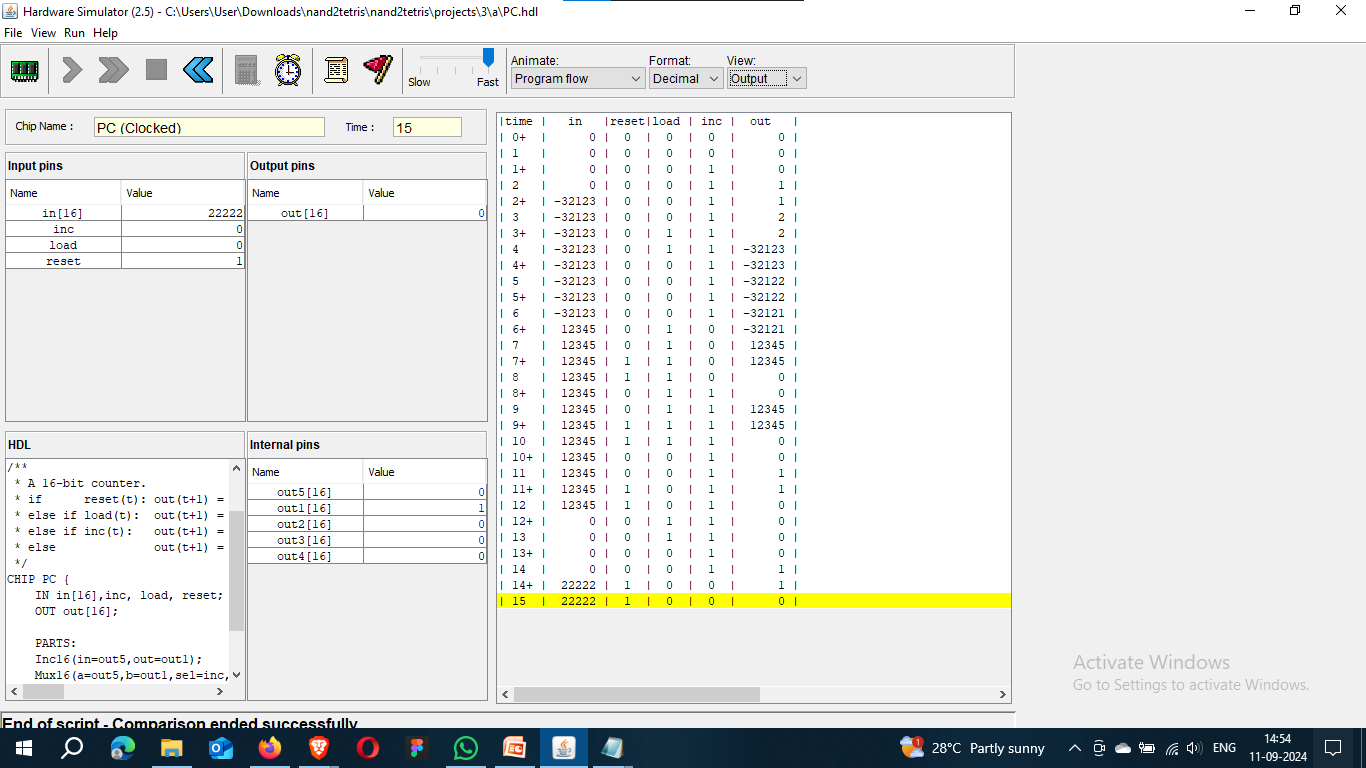 Hardware Simulator (2.5) - C:\Users\User\Downloads\nand2tetris\nand2tetris\projects\3\a\PC.hdl
File View Run Help
Slow Fast
Animate:
Program flow
Format:
Decimal
View:
Output
Chip Name :
PC (Clocked)
Time :
15
Input pins
Name Value
in[16] 22222
inc 0
load 0
reset 1
Output pins
Name Value
out[16] 0
HDL
/**
* A 16-bit counter.
* if reset(t): out(t+1) =
* else if load(t): out(t+1) =
* else if inc(t): out(t+1) =
* else out(t+1) =
*/
CHIP PC {
IN in[16],inc, load, reset;
OUT out[16];
PARTS:
Inc16(in=out5,out=out1);
Mux16(a=out5,b=out1,sel=inc,
Internal pins
Name Value
out5[16] 0
out1[16] 1
out2[16] 0
out3[16] 0
out4[16] 0
|time | in |reset|load | inc | out |
| 0+ | 0 | 0 | 0 | 0 | 0 |
| 1 | 0 | 0 | 0 | 0 | 0 |
| 1+ | 0 | 0 | 0 | 1 | 0 |
| 2 | 0 | 0 | 0 | 1 | 1 |
| 2+ | -32123 | 0 | 0 | 1 | 1 |
| 3 | -32123 | 0 | 0 | 1 | 2 |
| 3+ | -32123 | 0 | 1 | 1 | 2 |
| 4 | -32123 | 0 | 1 | 1 | -32123 |
| 4+ | -32123 | 0 | 0 | 1 | -32123 |
| 5 | -32123 | 0 | 0 | 1 | -32122 |
| 5+ | -32123 | 0 | 0 | 1 | -32122 |
| 6 | -32123 | 0 | 0 | 1 | -32121 |
| 6+ | 12345 | 0 | 1 | 0 | -32121 |
| 7 | 12345 | 0 | 1 | 0 | 12345 |
| 7+ | 12345 | 1 | 1 | 0 | 12345 |
| 8 | 12345 | 1 | 1 | 0 | 0 |
| 8+ | 12345 | 0 | 1 | 1 | 0 |
| 9 | 12345 | 0 | 1 | 1 | 12345 |
| 9+ | 12345 | 1 | 1 | 1 | 12345 |
| 10 | 12345 | 1 | 1 | 1 | 0 |
| 10+ | 12345 | 0 | 0 | 1 | 0 |
| 11 | 12345 | 0 | 0 | 1 | 1 |
| 11+ | 12345 | 1 | 0 | 1 | 1 |
| 12 | 12345 | 1 | 0 | 1 | 0 |
| 12+ | 0 | 0 | 1 | 1 | 0 |
| 13 | 0 | 0 | 1 | 1 | 0 |
| 13+ | 0 | 0 | 0 | 1 | 0 |
| 14 | 0 | 0 | 0 | 1 | 1 |
| 14+ | 22222 | 1 | 0 | 0 | 1 |
| 15 | 22222 | 1 | 0 | 0 | 0 |
End of script - Comparison ended successfully
Activate Windows
Go to Settings to activate Windows.
1
28°C Partly sunny
ENG
14:54
11-09-2024